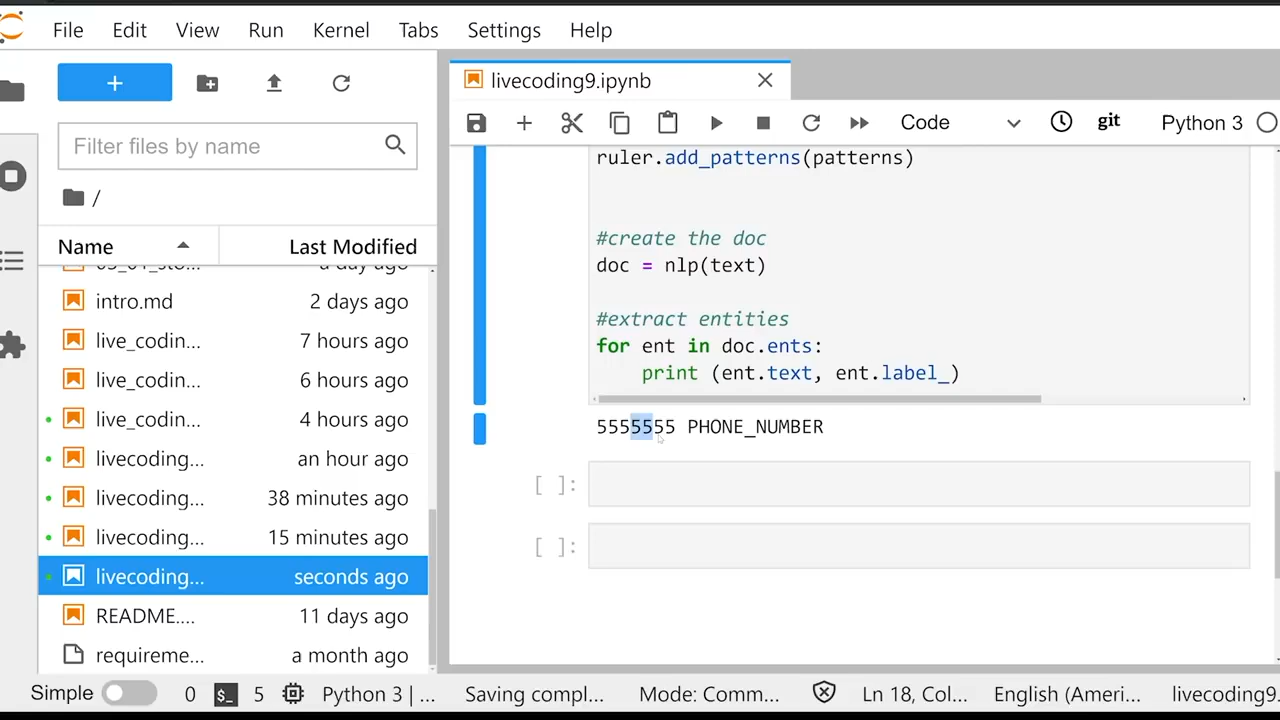 File Edit View Run Kernel Tabs Settings Help
+
Filter files by name
/
Name Last Modified
a day ago
intro.md 2 days ago
live_codin... 7 hours ago
live_codin... 6 hours ago
live_codin... 4 hours ago
livecoding... an hour ago
livecoding... 38 minutes ago
livecoding... 15 minutes ago
livecoding... seconds ago
README.... 11 days ago
requireme... a month ago
livecoding9.ipynb
Code git Python 3
ruler.add_patterns(patterns)
#create the doc
doc = nlp(text)
#extract entities
for ent in doc.ents:
print (ent.text, ent.label_)
5555555 PHONE_NUMBER
[ ]:
[ ]:
Simple 0 $_ 5 Python 3 | ... Saving compl... Mode: Comm... Ln 18, Col... English (Ameri... livecoding9.